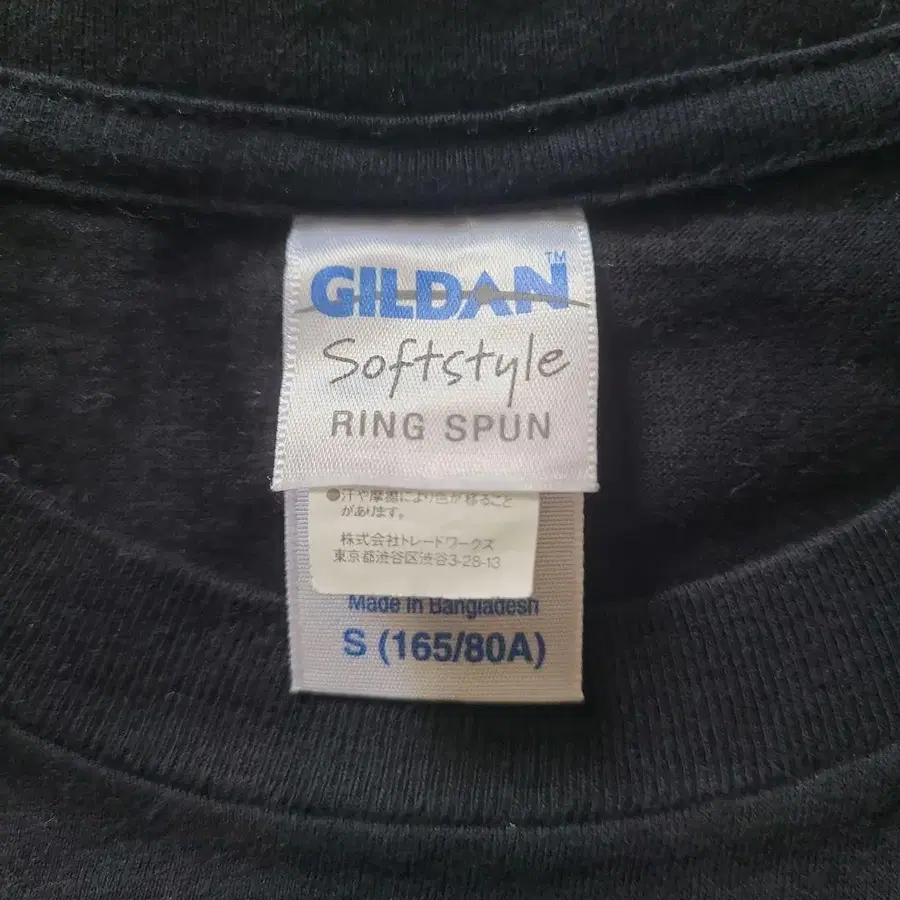 GILDAN™
Softstyle
RING SPUN
●汗や摩擦により色が移ること
があります。
株式会社トレードワークス
東京都渋谷区渋谷3-28-13
Made in Bangladesh
S (165/80A)